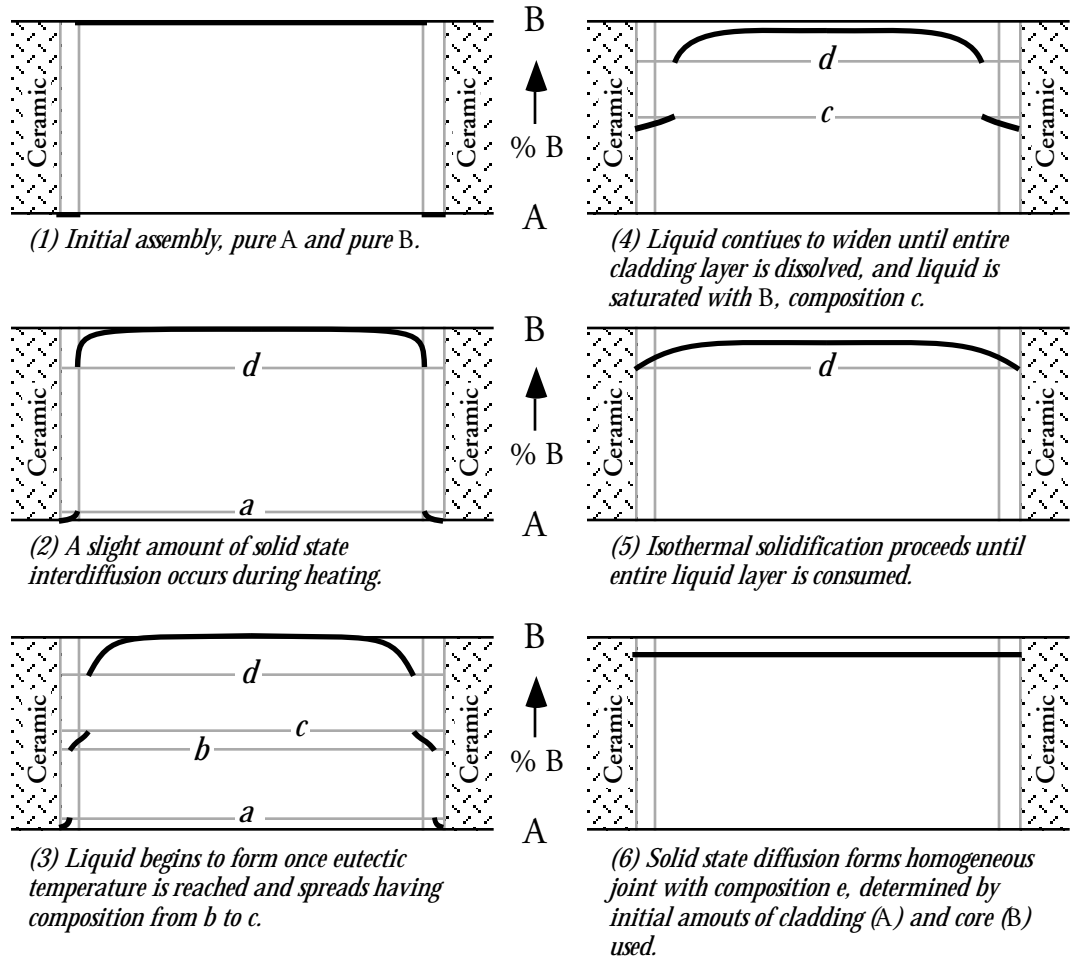 Ceramic
Ceramic
(1) Initial assembly, pure A and pure B.
d
a
Ceramic
Ceramic
(2) A slight amount of solid state
interdiffusion occurs during heating.
d
c
b
a
Ceramic
Ceramic
(3) Liquid begins to form once eutectic
temperature is reached and spreads having
composition from b to c.
B
% B
A
B
% B
A
B
% B
A
d
c
Ceramic
Ceramic
(4) Liquid contiues to widen until entire
cladding layer is dissolved, and liquid is
saturated with B, composition c.
d
Ceramic
Ceramic
(5) Isothermal solidification proceeds until
entire liquid layer is consumed.
Ceramic
Ceramic
(6) Solid state diffusion forms homogeneous
joint with composition e, determined by
initial amouts of cladding (A) and core (B)
used.